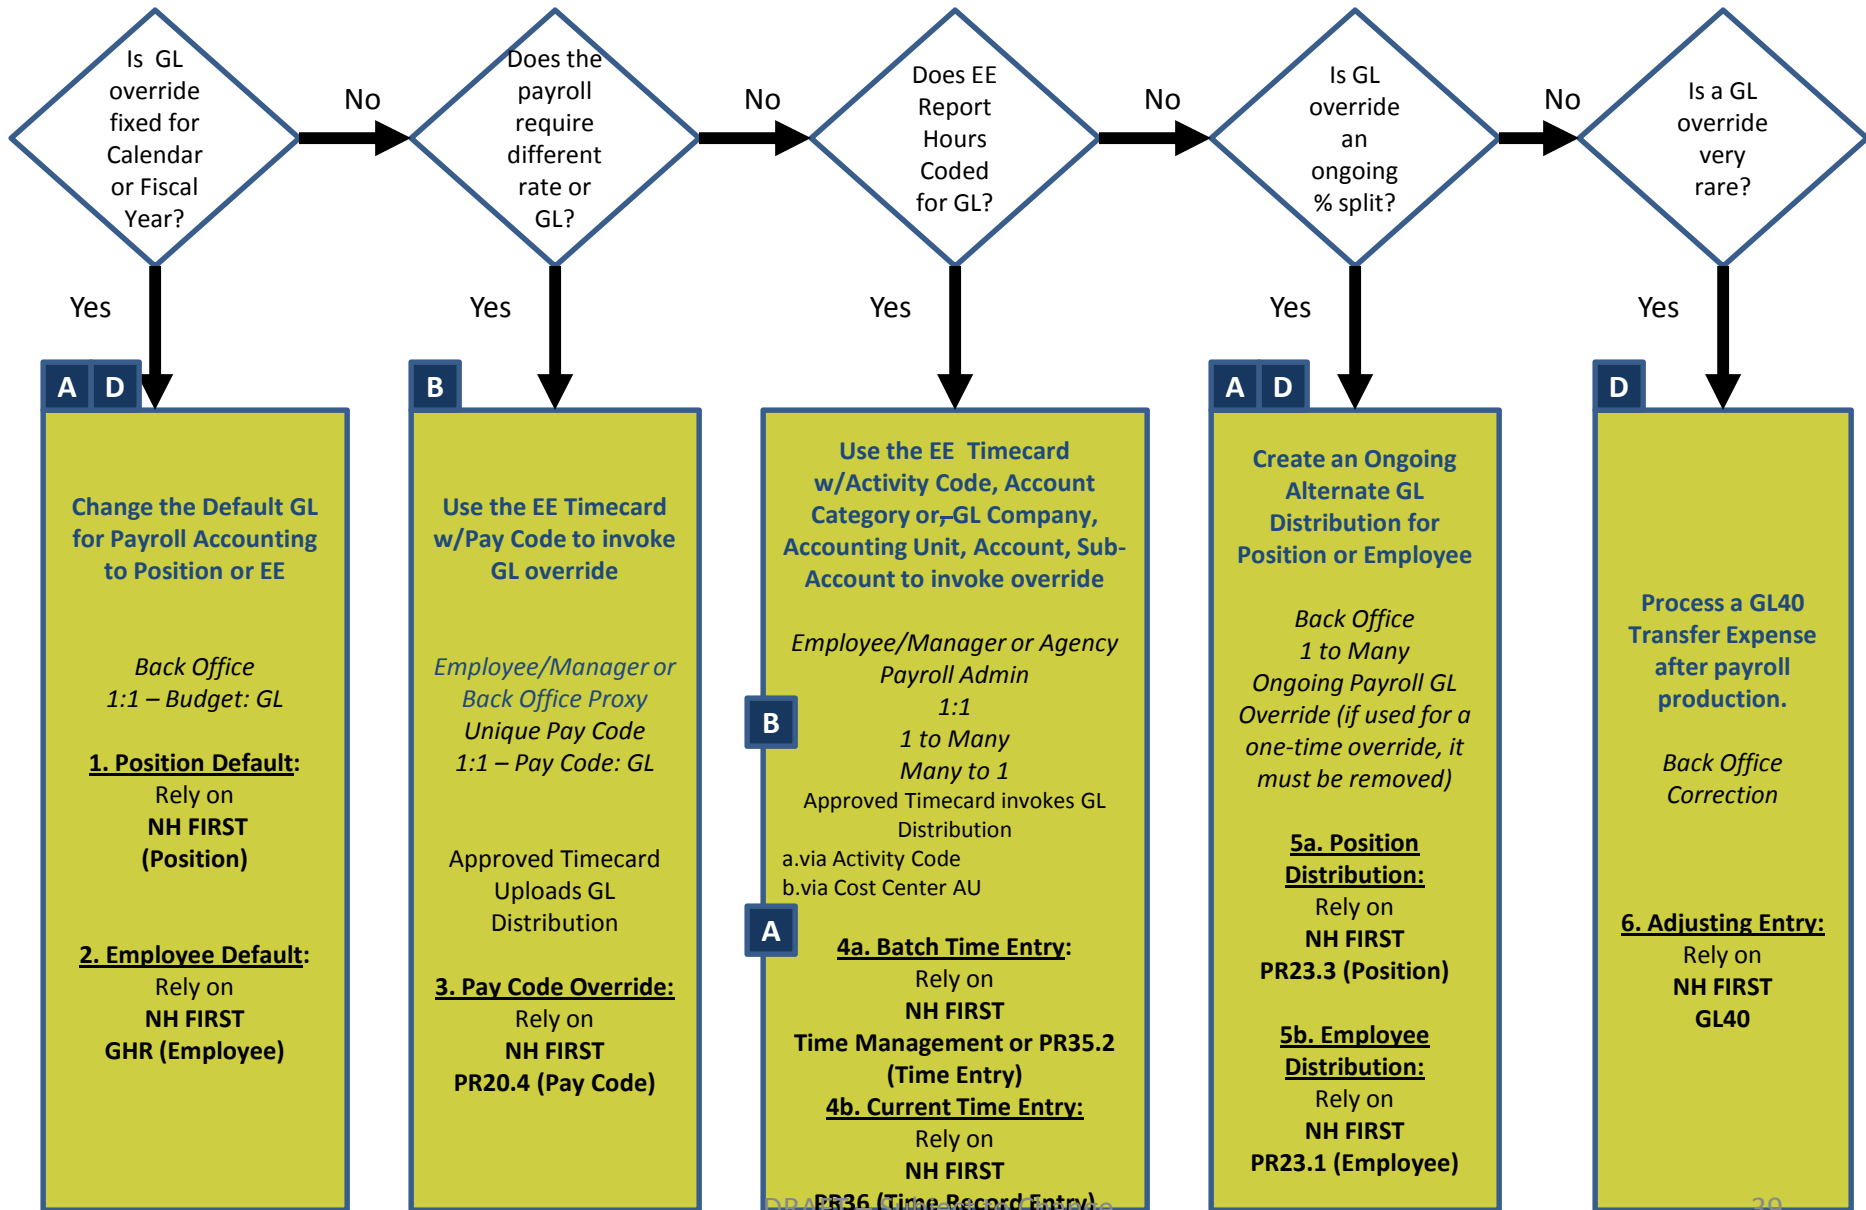 Is GL
override
fixed for
Calendar
or Fiscal
Year?
No
Does the
payroll
require
different
rate or
GL?
No
Does EE
Report
Hours
Coded
for GL?
No
Is GL
override
an
ongoing
% split?
No
Is a GL
override
very
rare?
Yes
Yes
Yes
Yes
Yes
A D
Change the Default GL
for Payroll Accounting
to Position or EE
Back Office
1:1 – Budget: GL
1. Position Default:
Rely on
NH FIRST
(Position)
2. Employee Default:
Rely on
NH FIRST
GHR (Employee)
B
Use the EE Timecard
w/Pay Code to invoke
GL override
Employee/Manager or
Back Office Proxy
Unique Pay Code
1:1 – Pay Code: GL
Approved Timecard
Uploads GL
Distribution
3. Pay Code Override:
Rely on
NH FIRST
PR20.4 (Pay Code)
Use the EE Timecard
w/Activity Code, Account
Category or, GL Company,
Accounting Unit, Account, Sub-
Account to invoke override
Employee/Manager or Agency
Payroll Admin
1:1
B
1 to Many
Many to 1
Approved Timecard invokes GL
Distribution
a.via Activity Code
b.via Cost Center AU
A
4a. Batch Time Entry:
Rely on
NH FIRST
Time Management or PR35.2
(Time Entry)
4b. Current Time Entry:
Rely on
NH FIRST
PR36 (Time Record Entry)
A D
Create an Ongoing
Alternate GL
Distribution for
Position or Employee
Back Office
1 to Many
Ongoing Payroll GL
Override (if used for a
one-time override, it
must be removed)
5a. Position
Distribution:
Rely on
NH FIRST
PR23.3 (Position)
5b. Employee
Distribution:
Rely on
NH FIRST
PR23.1 (Employee)
D
Process a GL40
Transfer Expense
after payroll
production.
Back Office
Correction
6. Adjusting Entry:
Rely on
NH FIRST
GL40
DRAFT – Subject to Change
39